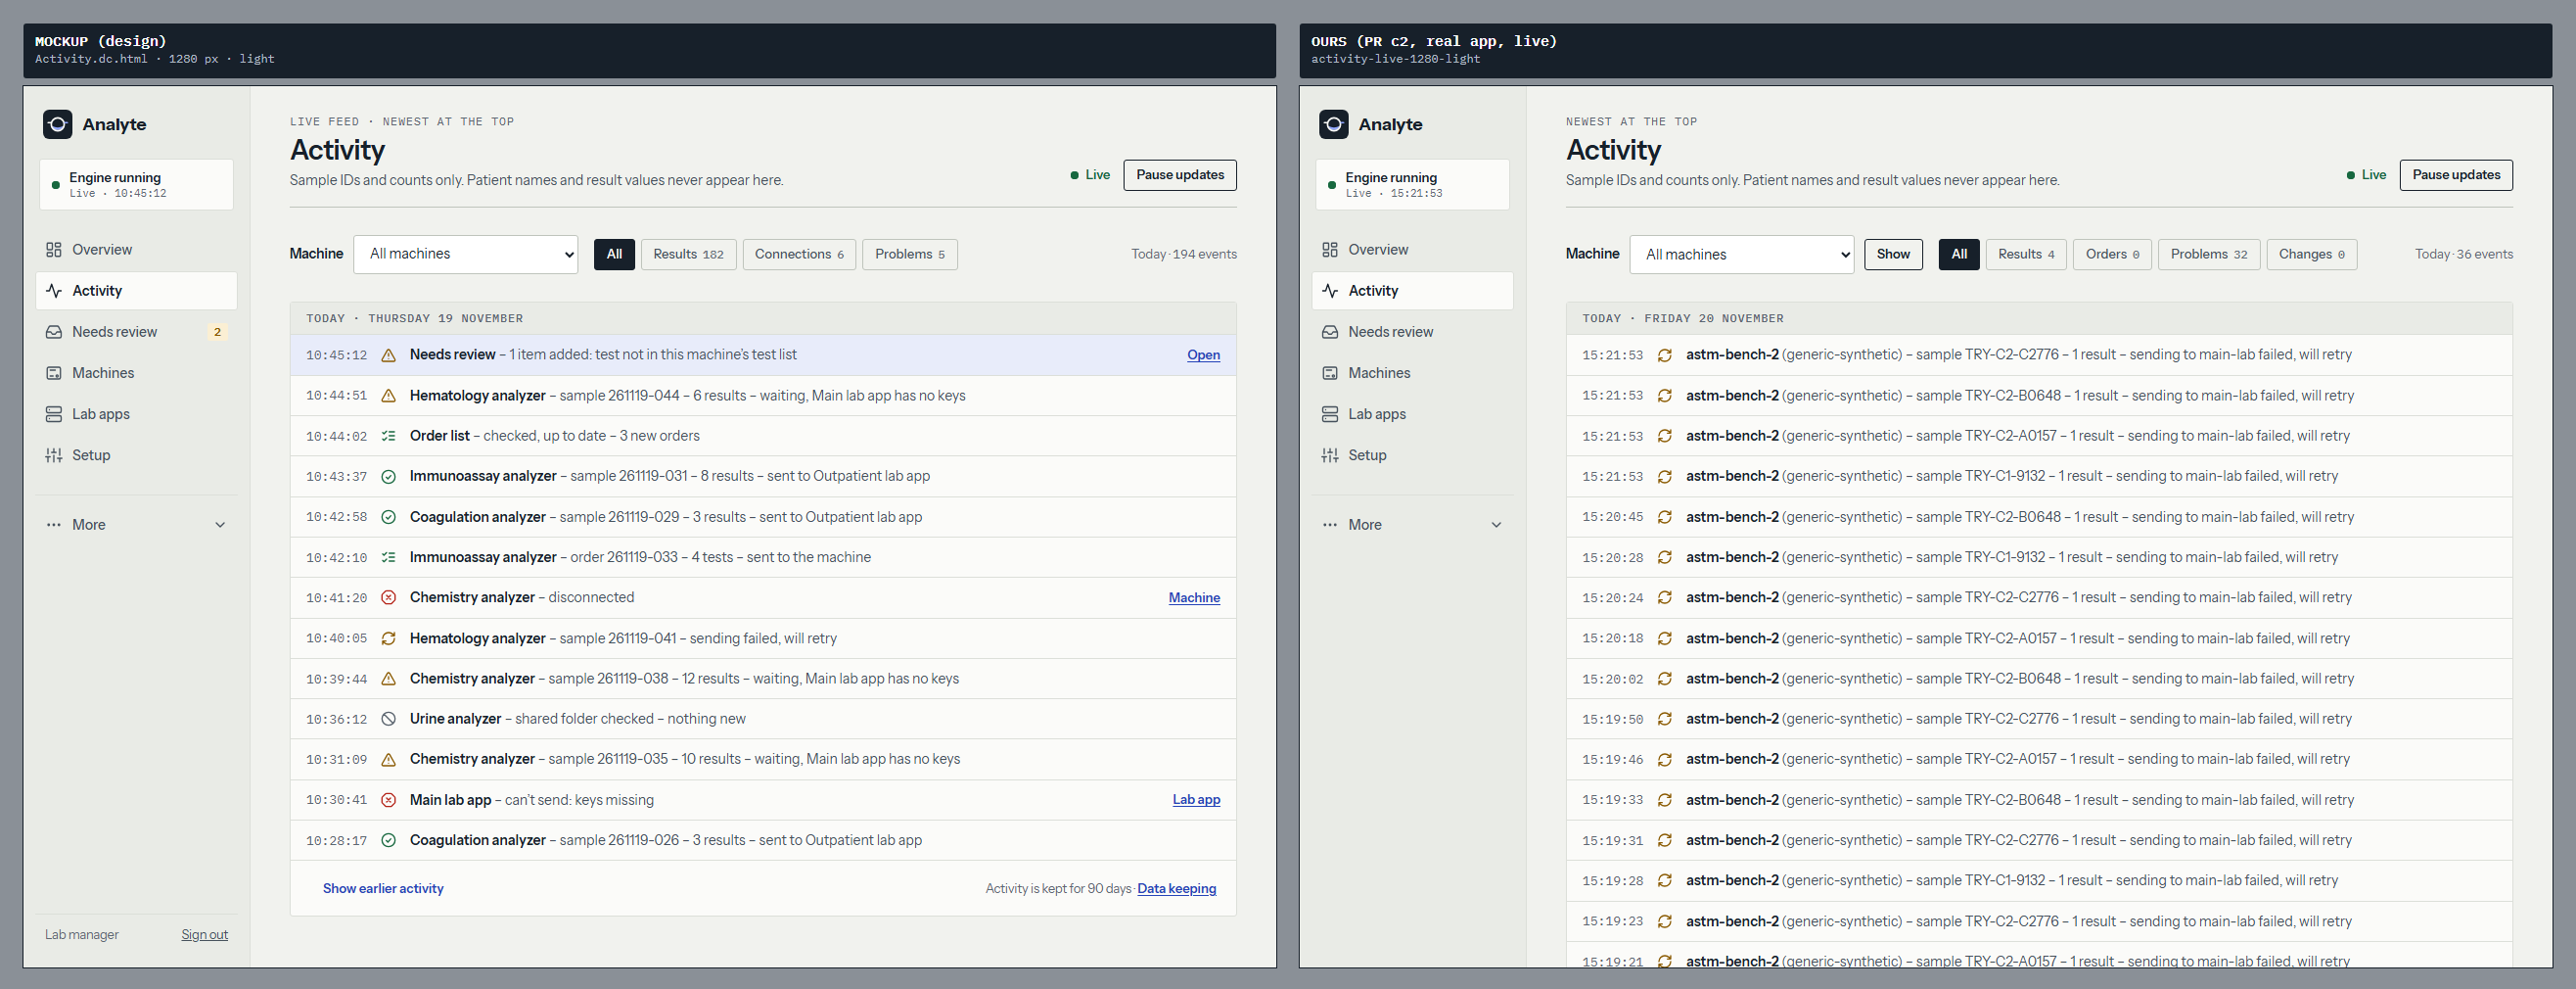 MOCKUP (design)
Activity.dc.html · 1280 px · light
Analyte
Engine running
Live · 10:45:12
Overview
Activity
Needs review 2
Machines
Lab apps
Setup
More
Lab manager Sign out
LIVE FEED · NEWEST AT THE TOP
Activity
Sample IDs and counts only. Patient names and result values never appear here.
Live Pause updates
Machine All machines All Results 182 Connections 6 Problems 5 Today · 194 events
TODAY · THURSDAY 19 NOVEMBER
10:45:12 Needs review – 1 item added: test not in this machine's test list Open
10:44:51 Hematology analyzer – sample 261119-044 – 6 results – waiting, Main lab app has no keys
10:44:02 Order list – checked, up to date – 3 new orders
10:43:37 Immunoassay analyzer – sample 261119-031 – 8 results – sent to Outpatient lab app
10:42:58 Coagulation analyzer – sample 261119-029 – 3 results – sent to Outpatient lab app
10:42:10 Immunoassay analyzer – order 261119-033 – 4 tests – sent to the machine
10:41:20 Chemistry analyzer – disconnected Machine
10:40:05 Hematology analyzer – sample 261119-041 – sending failed, will retry
10:39:44 Chemistry analyzer – sample 261119-038 – 12 results – waiting, Main lab app has no keys
10:36:12 Urine analyzer – shared folder checked – nothing new
10:31:09 Chemistry analyzer – sample 261119-035 – 10 results – waiting, Main lab app has no keys
10:30:41 Main lab app – can't send: keys missing Lab app
10:28:17 Coagulation analyzer – sample 261119-026 – 3 results – sent to Outpatient lab app
Show earlier activity Activity is kept for 90 days · Data keeping
OURS (PR c2, real app, live)
activity-live-1280-light
Analyte
Engine running
Live · 15:21:53
Overview
Activity
Needs review
Machines
Lab apps
Setup
More
NEWEST AT THE TOP
Activity
Sample IDs and counts only. Patient names and result values never appear here.
Live Pause updates
Machine All machines Show All Results 4 Orders 0 Problems 32 Changes 0 Today · 36 events
TODAY · FRIDAY 20 NOVEMBER
15:21:53 astm-bench-2 (generic-synthetic) – sample TRY-C2-C2776 – 1 result – sending to main-lab failed, will retry
15:21:53 astm-bench-2 (generic-synthetic) – sample TRY-C2-B0648 – 1 result – sending to main-lab failed, will retry
15:21:53 astm-bench-2 (generic-synthetic) – sample TRY-C2-A0157 – 1 result – sending to main-lab failed, will retry
15:21:53 astm-bench-2 (generic-synthetic) – sample TRY-C1-9132 – 1 result – sending to main-lab failed, will retry
15:20:45 astm-bench-2 (generic-synthetic) – sample TRY-C2-B0648 – 1 result – sending to main-lab failed, will retry
15:20:28 astm-bench-2 (generic-synthetic) – sample TRY-C1-9132 – 1 result – sending to main-lab failed, will retry
15:20:24 astm-bench-2 (generic-synthetic) – sample TRY-C2-C2776 – 1 result – sending to main-lab failed, will retry
15:20:18 astm-bench-2 (generic-synthetic) – sample TRY-C2-A0157 – 1 result – sending to main-lab failed, will retry
15:20:02 astm-bench-2 (generic-synthetic) – sample TRY-C2-B0648 – 1 result – sending to main-lab failed, will retry
15:19:50 astm-bench-2 (generic-synthetic) – sample TRY-C2-C2776 – 1 result – sending to main-lab failed, will retry
15:19:46 astm-bench-2 (generic-synthetic) – sample TRY-C2-A0157 – 1 result – sending to main-lab failed, will retry
15:19:33 astm-bench-2 (generic-synthetic) – sample TRY-C2-B0648 – 1 result – sending to main-lab failed, will retry
15:19:31 astm-bench-2 (generic-synthetic) – sample TRY-C2-C2776 – 1 result – sending to main-lab failed, will retry
15:19:28 astm-bench-2 (generic-synthetic) – sample TRY-C1-9132 – 1 result – sending to main-lab failed, will retry
15:19:23 astm-bench-2 (generic-synthetic) – sample TRY-C2-C2776 – 1 result – sending to main-lab failed, will retry
15:19:21 astm-bench-2 (generic-synthetic) – sample TRY-C2-A0157 – 1 result – sending to main-lab failed, will retry